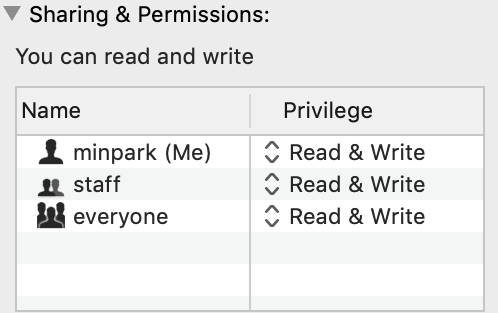 Sharing & Permissions:
You can read and write
Name Privilege
minpark (Me) Read & Write
staff Read & Write
everyone Read & Write